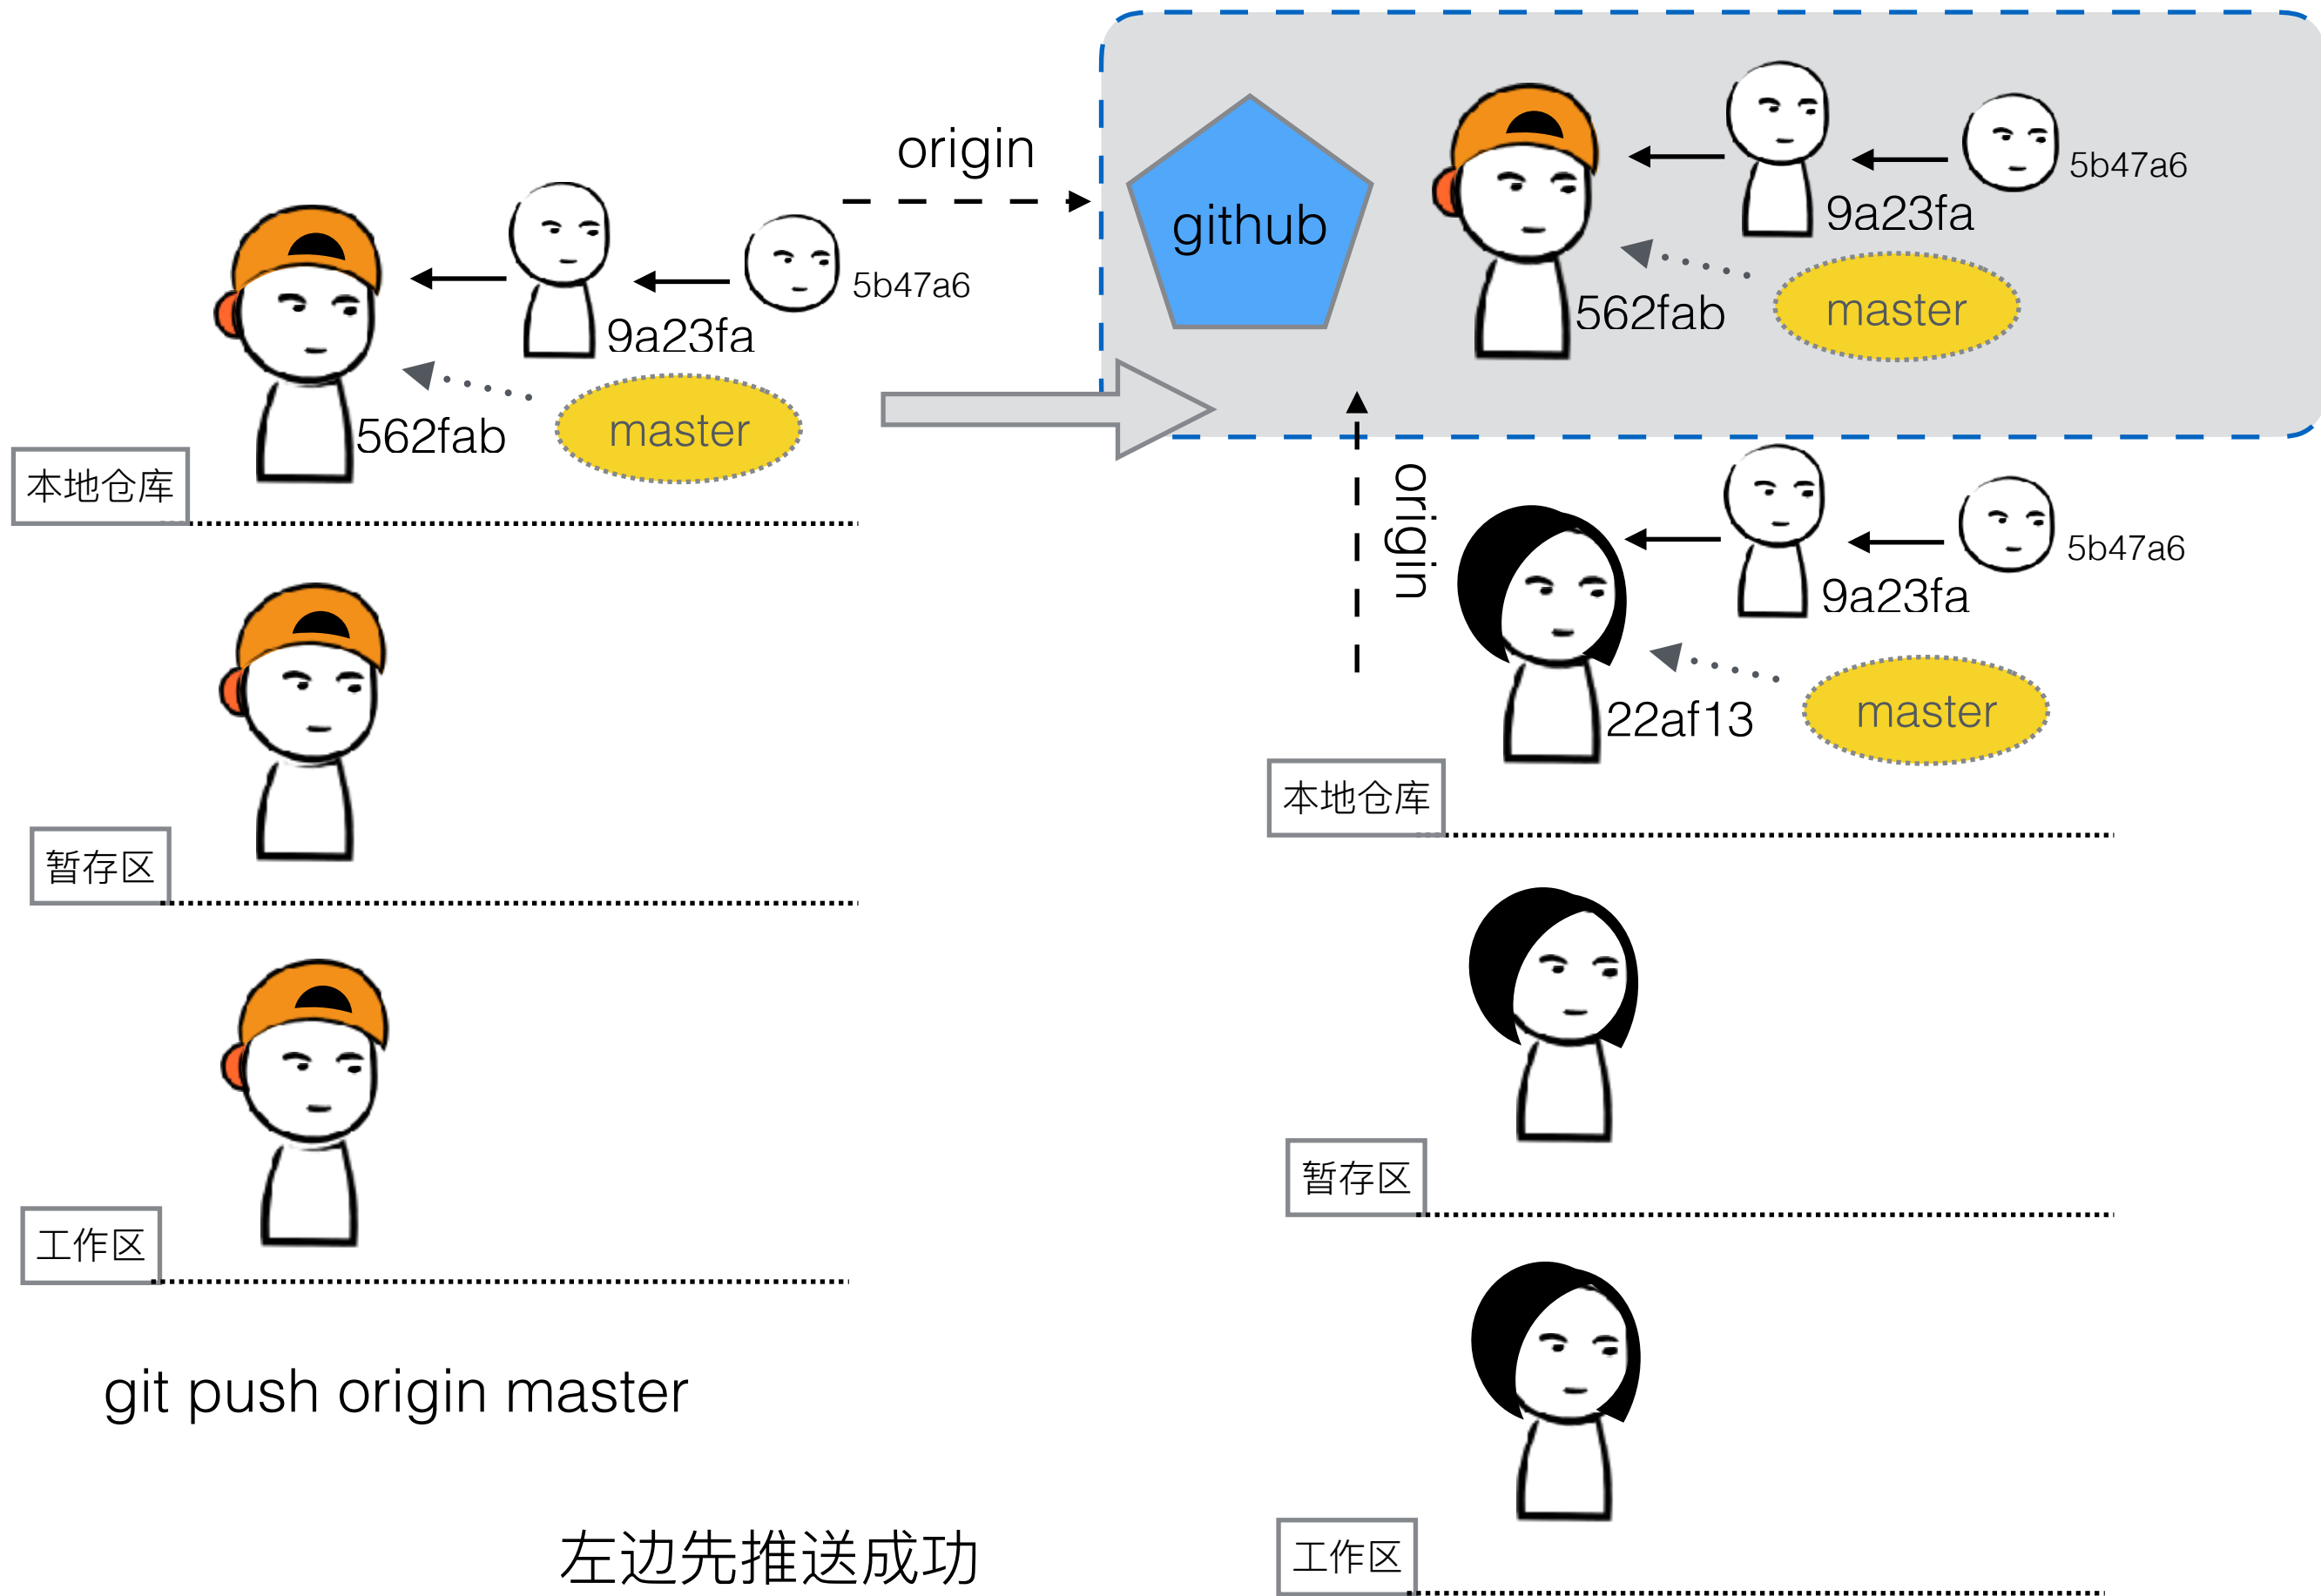 origin
github
5b47a6
9a23fa
562fab
master
5b47a6
9a23fa
562fab
master
本地仓库
origin
5b47a6
9a23fa
22af13
master
本地仓库
暂存区
暂存区
工作区
git push origin master
工作区
左边先推送成功